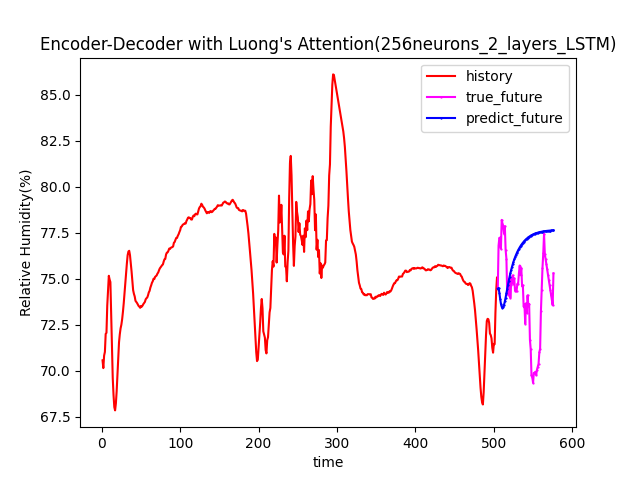 Encoder-Decoder with Luong's Attention(256neurons_2_layers_LSTM)
history
true_future
predict_future
Relative Humidity(%)
85.0
82.5
80.0
77.5
75.0
72.5
70.0
67.5
0 100 200 300 400 500 600
time